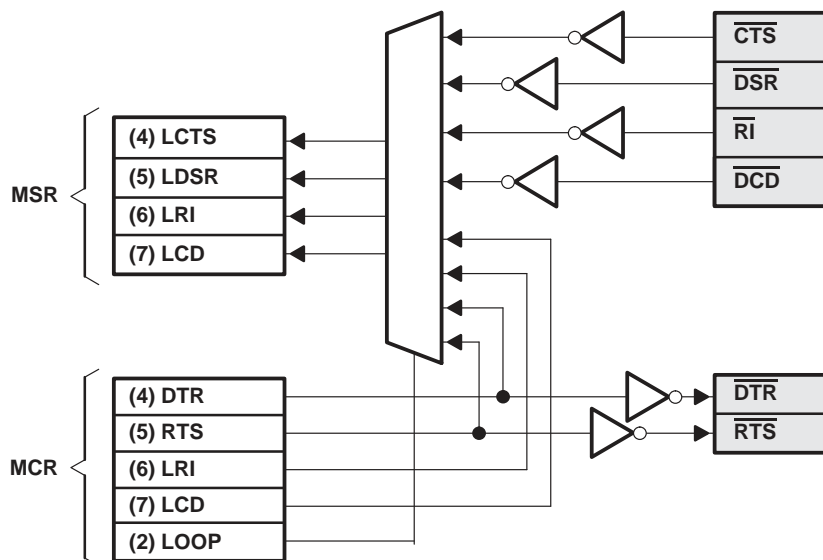 CTS
DSR
RI
DCD
MSR
(4) LCTS
(5) LDSR
(6) LRI
(7) LCD
MCR
(4) DTR
(5) RTS
(6) LRI
(7) LCD
(2) LOOP
DTR
RTS